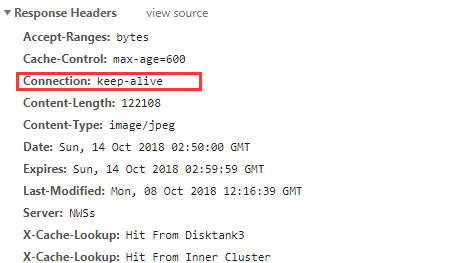 Response Headers view source
Accept-Ranges: bytes
Cache-Control: max-age=600
Connection: keep-alive
Content-Length: 122108
Content-Type: image/jpeg
Date: Sun, 14 Oct 2018 02:50:00 GMT
Expires: Sun, 14 Oct 2018 02:59:59 GMT
Last-Modified: Mon, 08 Oct 2018 12:16:39 GMT
Server: NWSs
X-Cache-Lookup: Hit From Disktank3
X-Cache-Lookup: Hit From Inner Cluster